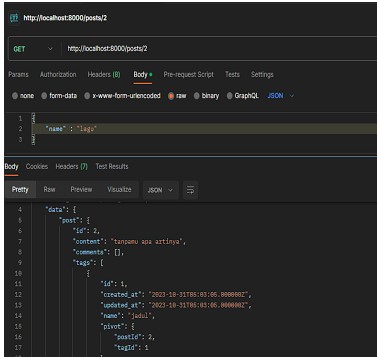 http://localhost:8000/posts/2
GET http://localhost:8000/posts/2
Params Authorization Headers (8) Body Pre-request Script Tests Settings
none form-data x-www-form-urlencoded raw binary GraphQL JSON
1 {
2 "name" : "lagu"
3 }
Body Cookies Headers (7) Test Results
Pretty Raw Preview Visualize JSON
4 "data": {
5 "post": {
6 "id": 2,
7 "content": "tanpamu apa artinya",
8 "comments": [],
9 "tags": [
10 {
11 "id": 1,
12 "created_at": "2023-10-31T05:03:05.000000Z",
13 "updated_at": "2023-10-31T05:03:05.000000Z",
14 "name": "jadul",
15 "pivot": {
16 "postId": 2,
17 "tagId": 1